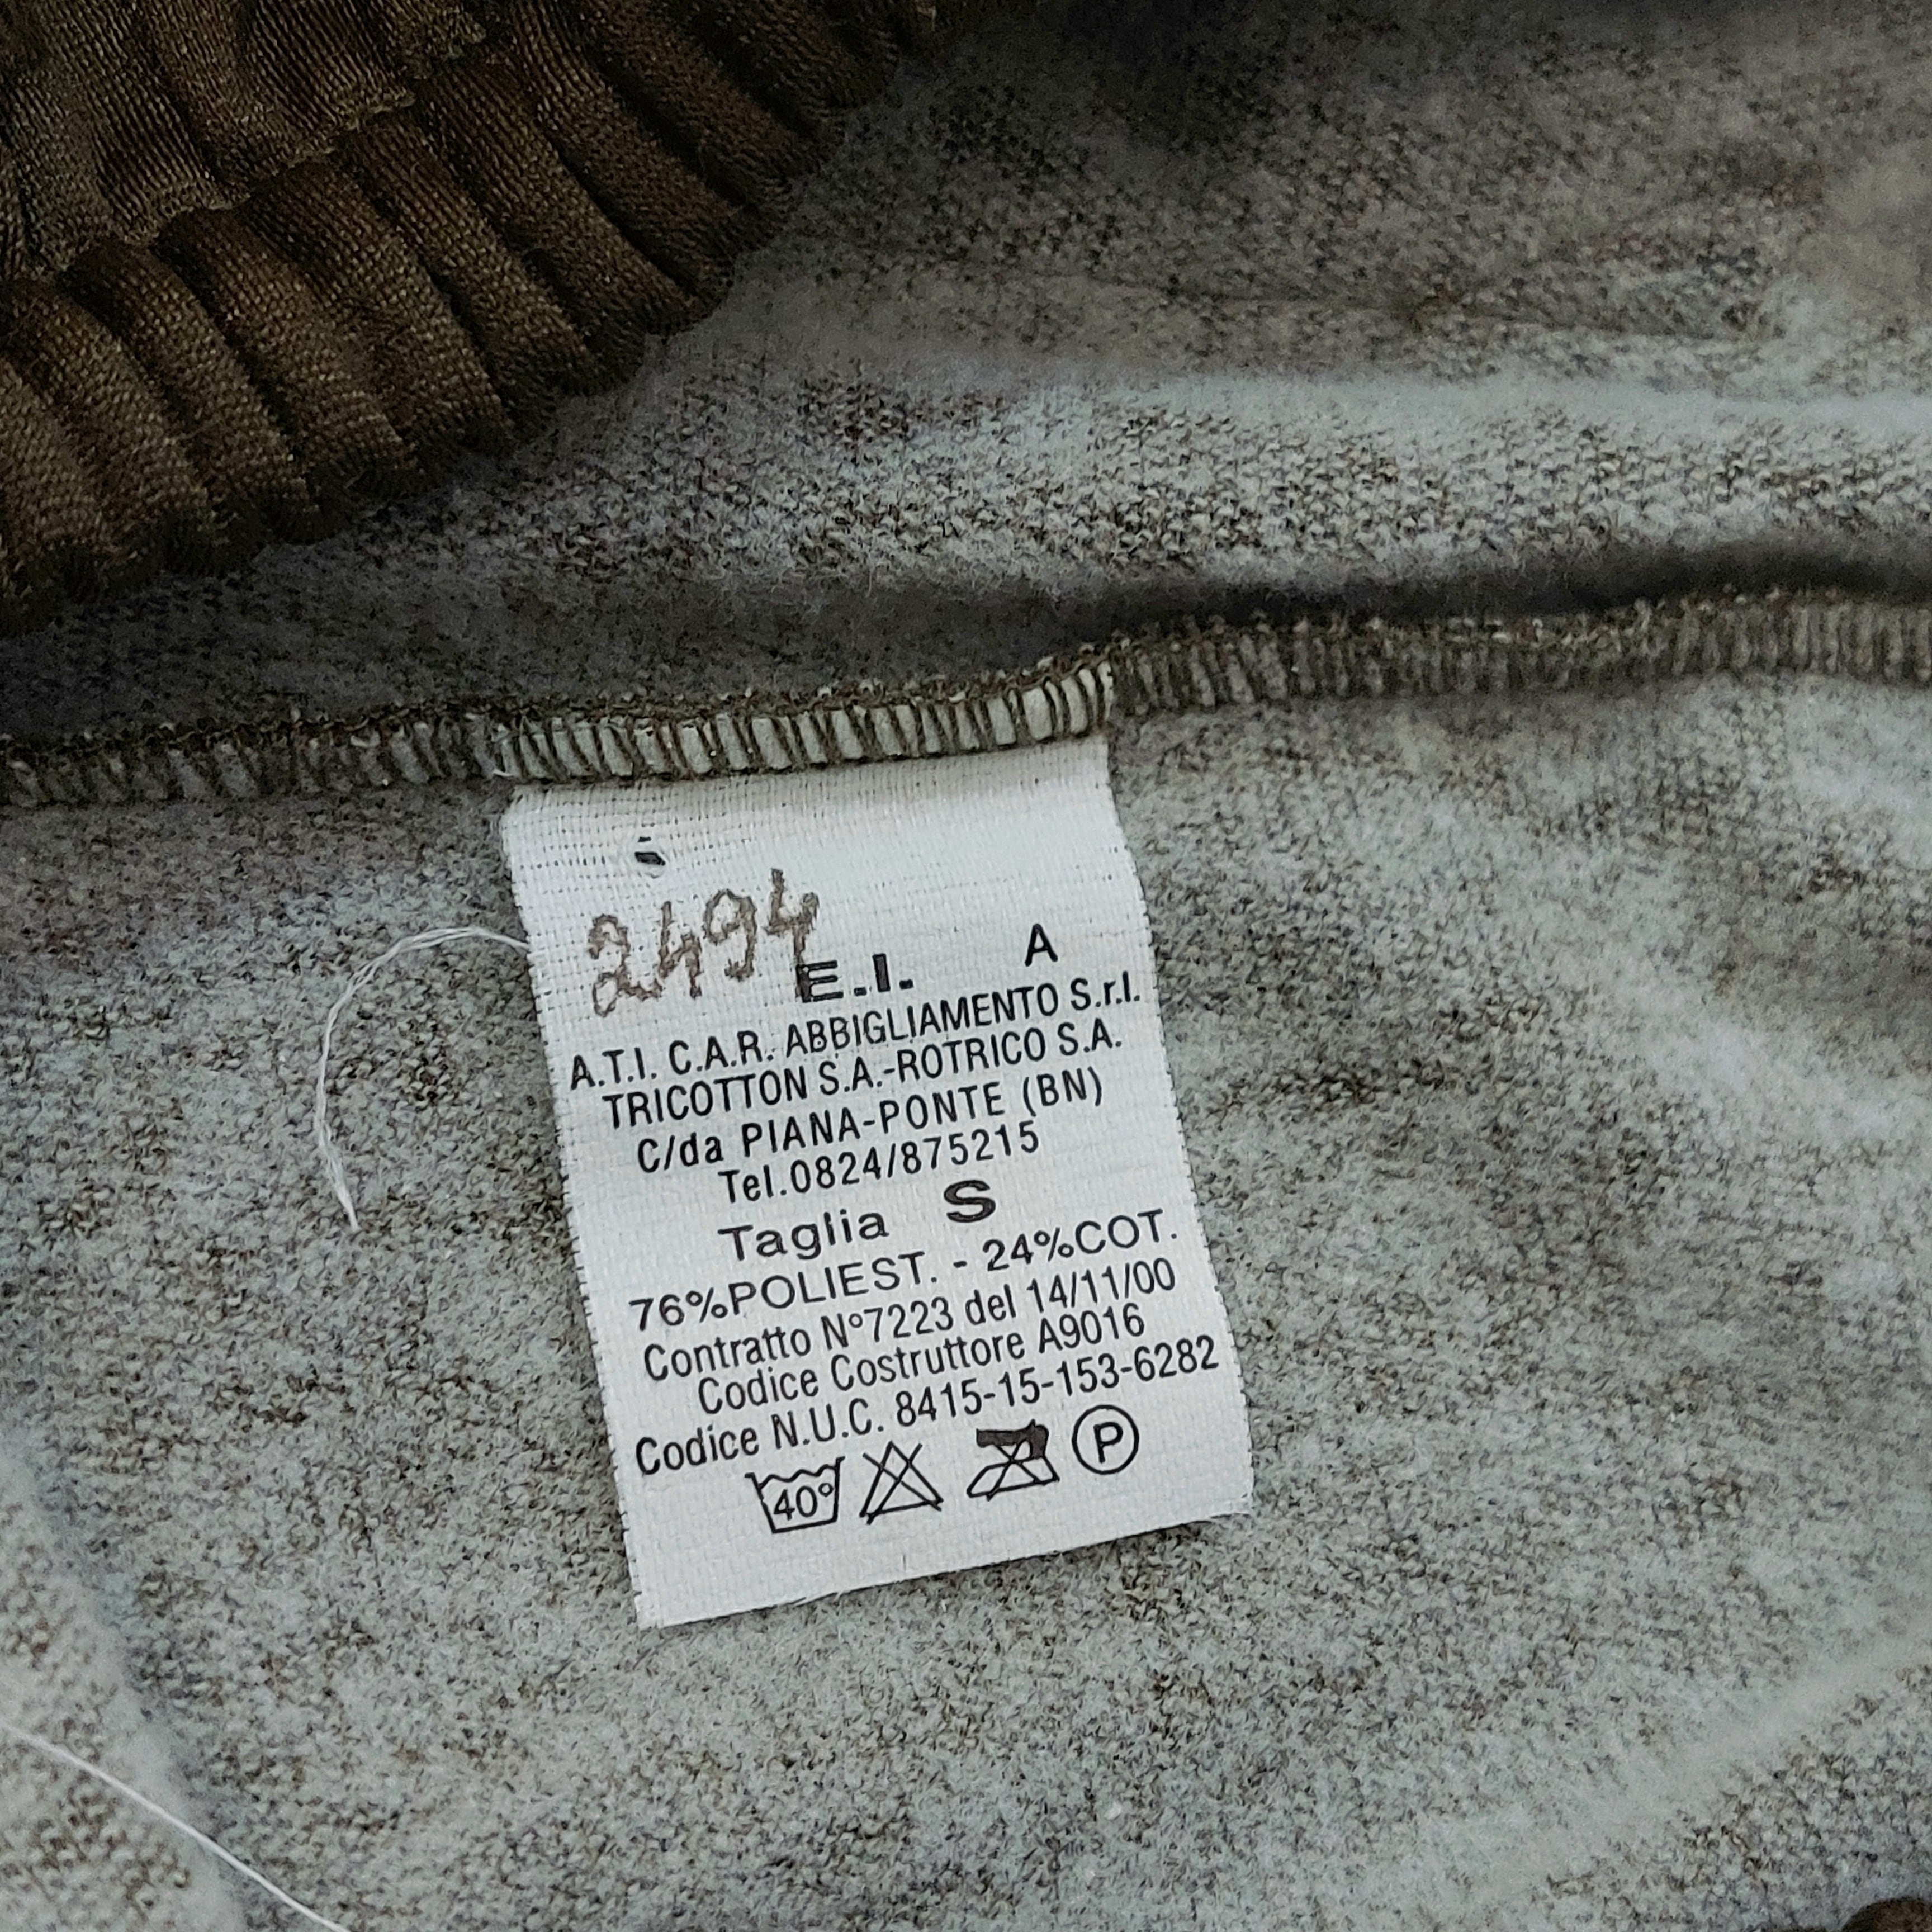 2494
E.I. A
A.T.I. C.A.R. ABBIGLIAMENTO S.r.l.
TRICOTTON S.A.-ROTRICO S.A.
C/da PIANA-PONTE (BN)
Tel.0824/875215
Taglia S
76%POLIEST. - 24%COT.
Contratto N°7223 del 14/11/00
Codice Costruttore A9016
Codice N.U.C. 8415-15-153-6282
40° P